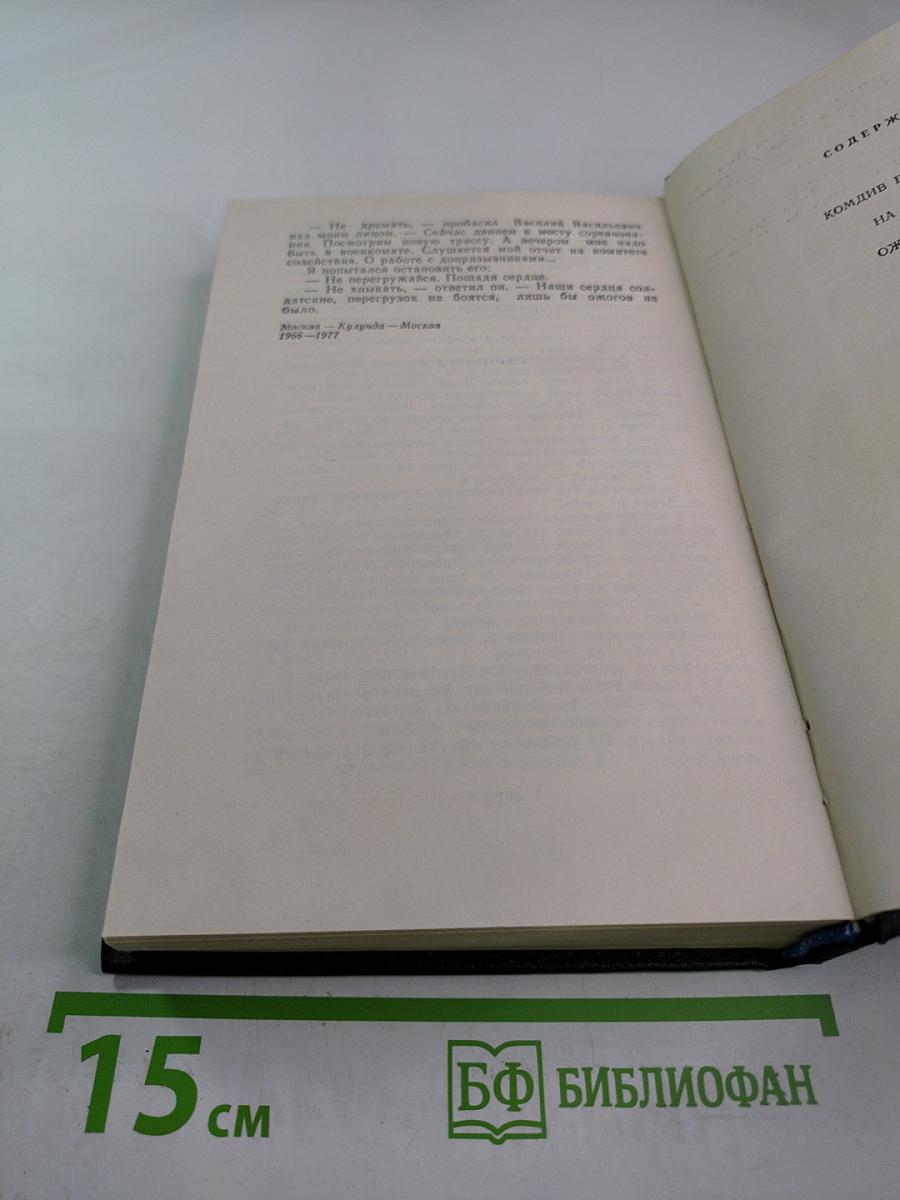 — Не дремать, — пробасил Василий Васильевич
над моим лицом. — Сейчас двинем к месту соревнова-
ния. Посмотрим новую трассу. А вечером мне надо
быть в военкомате. Слушается мой отчет на комитете
содействия. О работе с допризывниками...
Я попытался остановить его:
— Не перегружайся. Пощади сердце.
— Не хныкать, — ответил он. — Наши сердца сол-
датские, перегрузок не боятся, лишь бы ожогов не
было.
Москва — Кулунда — Москва
1966—1977
СОДЕРЖ
КОМДИВ
НА
ОЖ
15 см
БФ БИБЛИОФАН